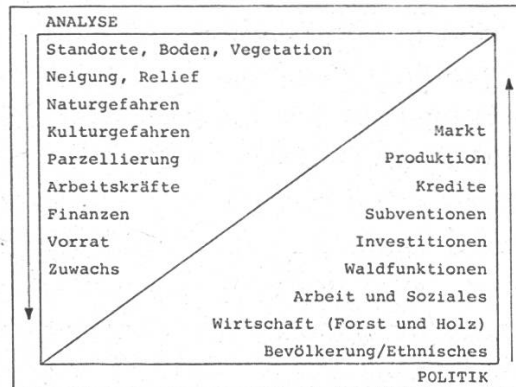 ANALYSE
Standorte, Boden, Vegetation
Neigung, Relief
Naturgefahren
Kulturgefahren
Parzellierung
Arbeitskräfte
Finanzen
Vorrat
Zuwachs
Markt
Produktion
Kredite
Subventionen
Investitionen
Waldfunktionen
Arbeit und Soziales
Wirtschaft (Forst und Holz)
Bevölkerung/Ethnisches
POLITIK